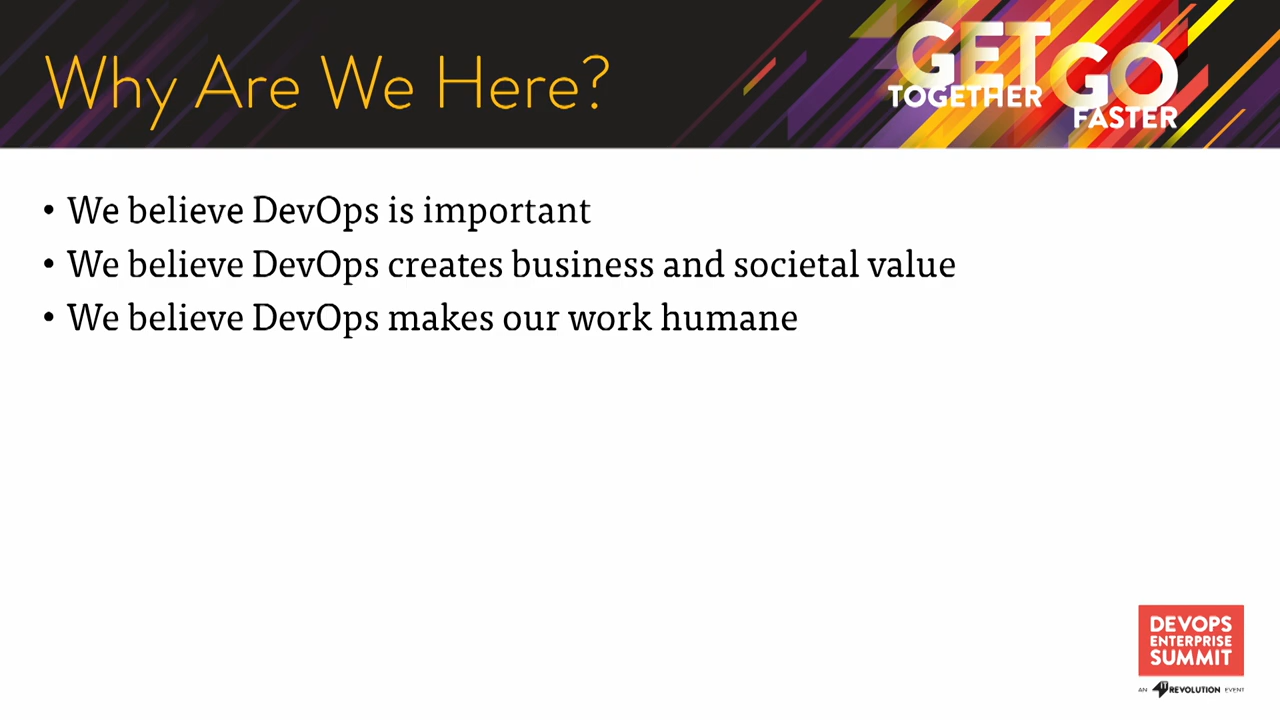 Why Are We Here?
GET
TOGETHER
GO
FASTER
• We believe DevOps is important
• We believe DevOps creates business and societal value
• We believe DevOps makes our work humane
DEVOPS
ENTERPRISE
SUMMIT
AN IT REVOLUTION EVENT